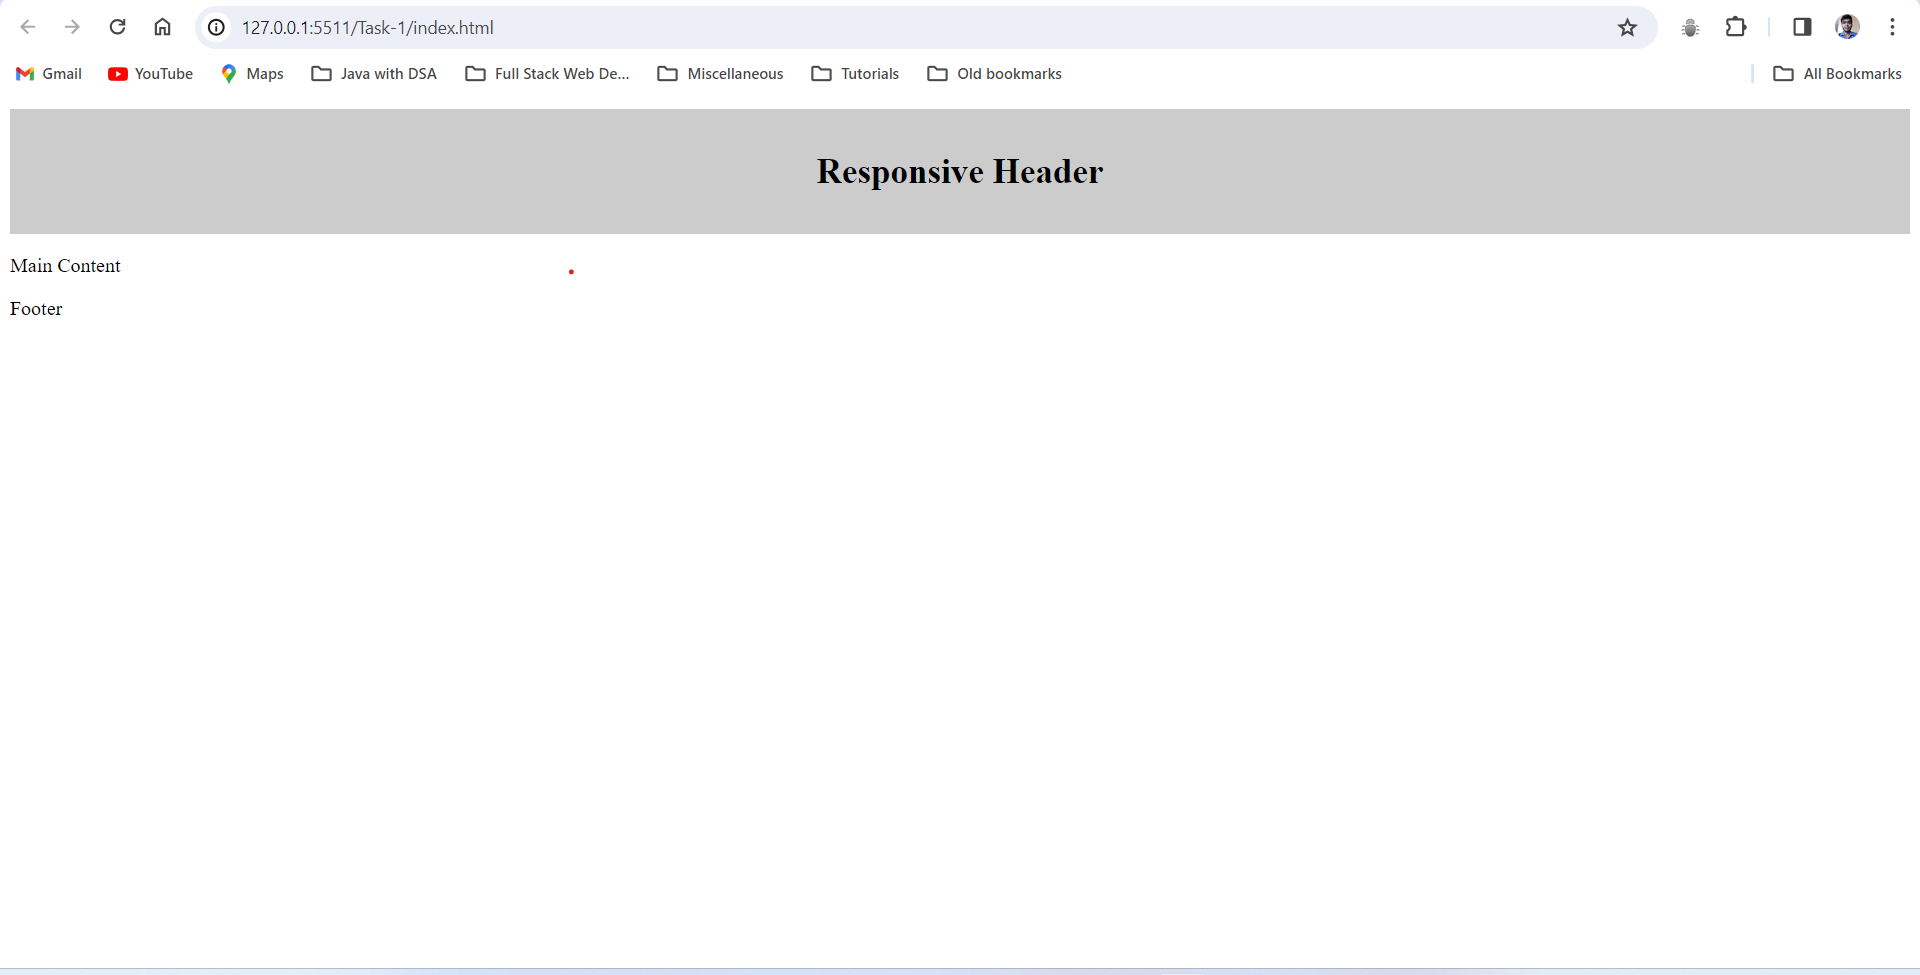 127.0.0.1:5511/Task-1/index.html
Gmail YouTube Maps Java with DSA Full Stack Web De... Miscellaneous Tutorials Old bookmarks All Bookmarks
Responsive Header
Main Content
Footer